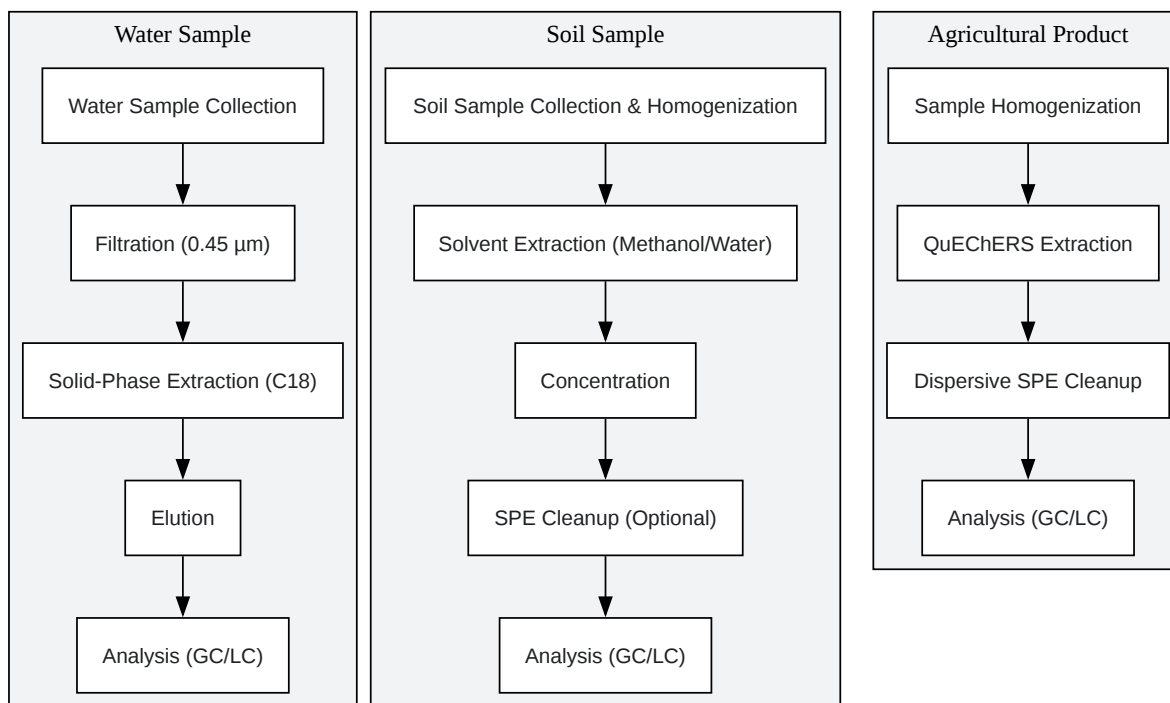 Water Sample
Water Sample Collection
Filtration (0.45 µm)
Solid-Phase Extraction (C18)
Elution
Analysis (GC/LC)
Soil Sample
Soil Sample Collection & Homogenization
Solvent Extraction (Methanol/Water)
Concentration
SPE Cleanup (Optional)
Analysis (GC/LC)
Agricultural Product
Sample Homogenization
QuEChERS Extraction
Dispersive SPE Cleanup
Analysis (GC/LC)